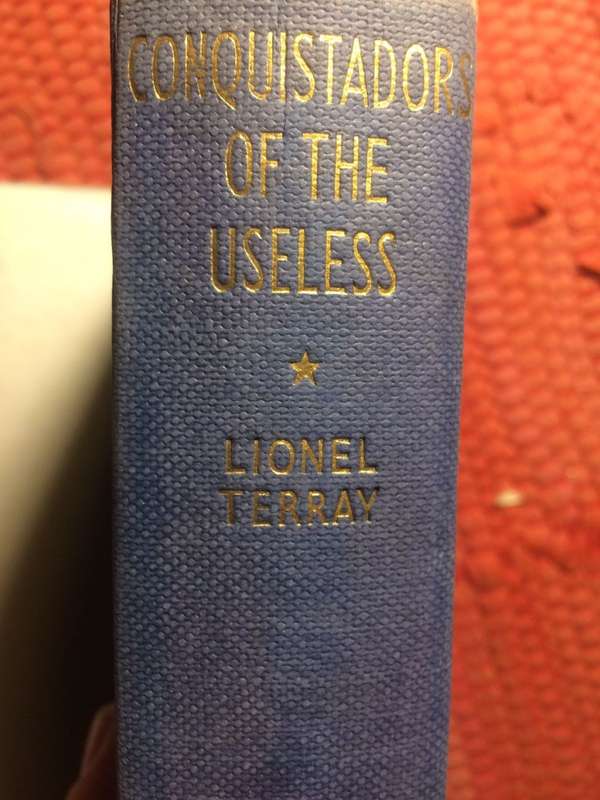 CONQUISTADORS
OF THE
USELESS
LIONEL
TERRAY